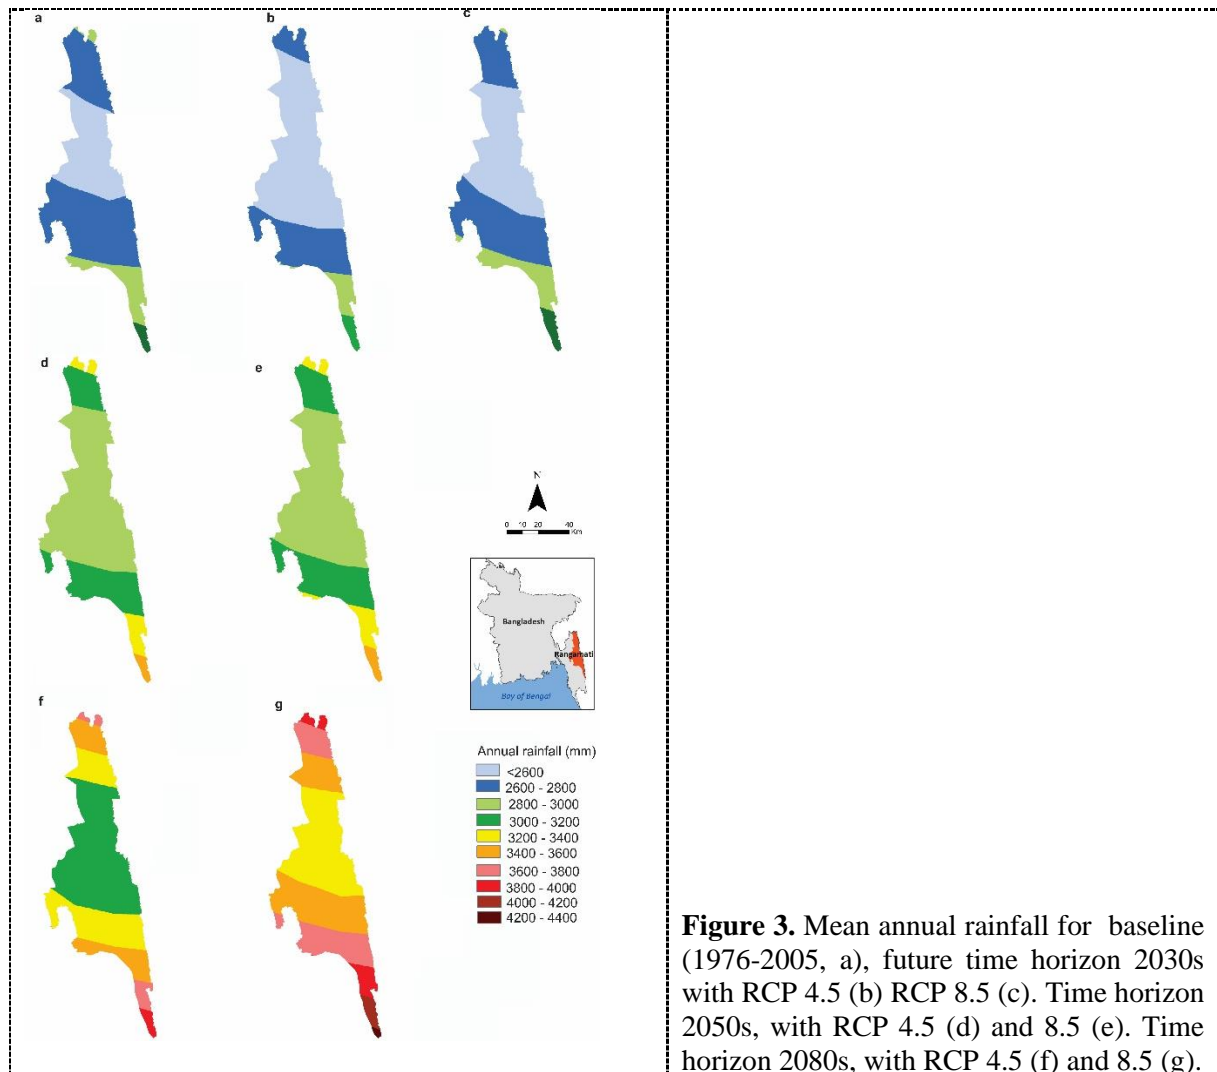 a
b
c
d
e
N
0 10 20 40
Km
Bangladesh
Rangamati
Bay of Bengal
f
g
Annual rainfall (mm)
<2600
2600 - 2800
2800 - 3000
3000 - 3200
3200 - 3400
3400 - 3600
3600 - 3800
3800 - 4000
4000 - 4200
4200 - 4400
Figure 3. Mean annual rainfall for baseline
(1976-2005, a), future time horizon 2030s
with RCP 4.5 (b) RCP 8.5 (c). Time horizon
2050s, with RCP 4.5 (d) and 8.5 (e). Time
horizon 2080s, with RCP 4.5 (f) and 8.5 (g).